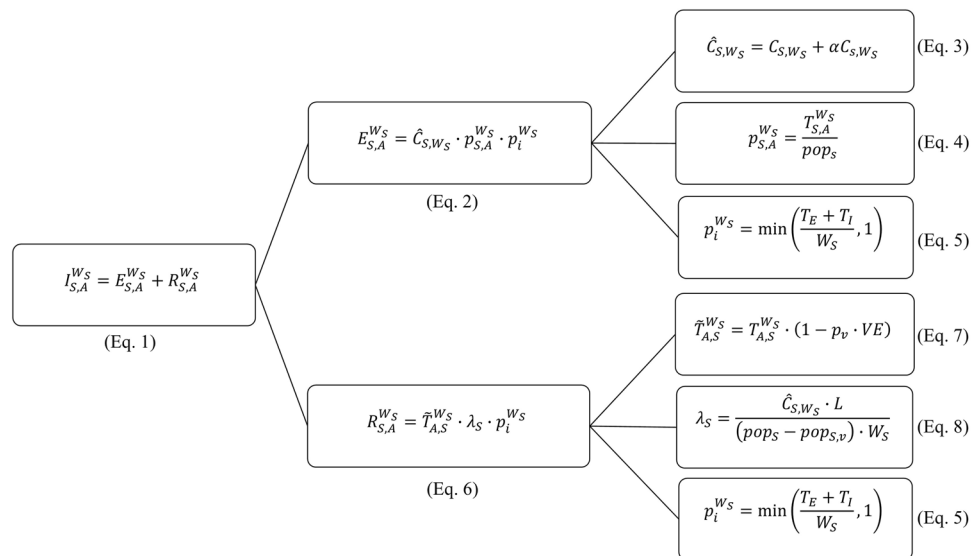 Ĉ_{S,W_S} = C_{S,W_S} + αC_{s,W_S} (Eq. 3)
E_{S,A}^{W_S} = Ĉ_{S,W_S} · p_{S,A}^{W_S} · p_i^{W_S}
(Eq. 2)
p_{S,A}^{W_S} = T_{S,A}^{W_S} / pop_s (Eq. 4)
p_i^{W_S} = min((T_E + T_I) / W_S, 1) (Eq. 5)
I_{S,A}^{W_S} = E_{S,A}^{W_S} + R_{S,A}^{W_S}
(Eq. 1)
T̃_{A,S}^{W_S} = T_{A,S}^{W_S} · (1 − p_v · VE) (Eq. 7)
R_{S,A}^{W_S} = T̃_{A,S}^{W_S} · λ_S · p_i^{W_S}
(Eq. 6)
λ_S = Ĉ_{S,W_S} · L / ((pop_S − pop_{S,v}) · W_S) (Eq. 8)
p_i^{W_S} = min((T_E + T_I) / W_S, 1) (Eq. 5)